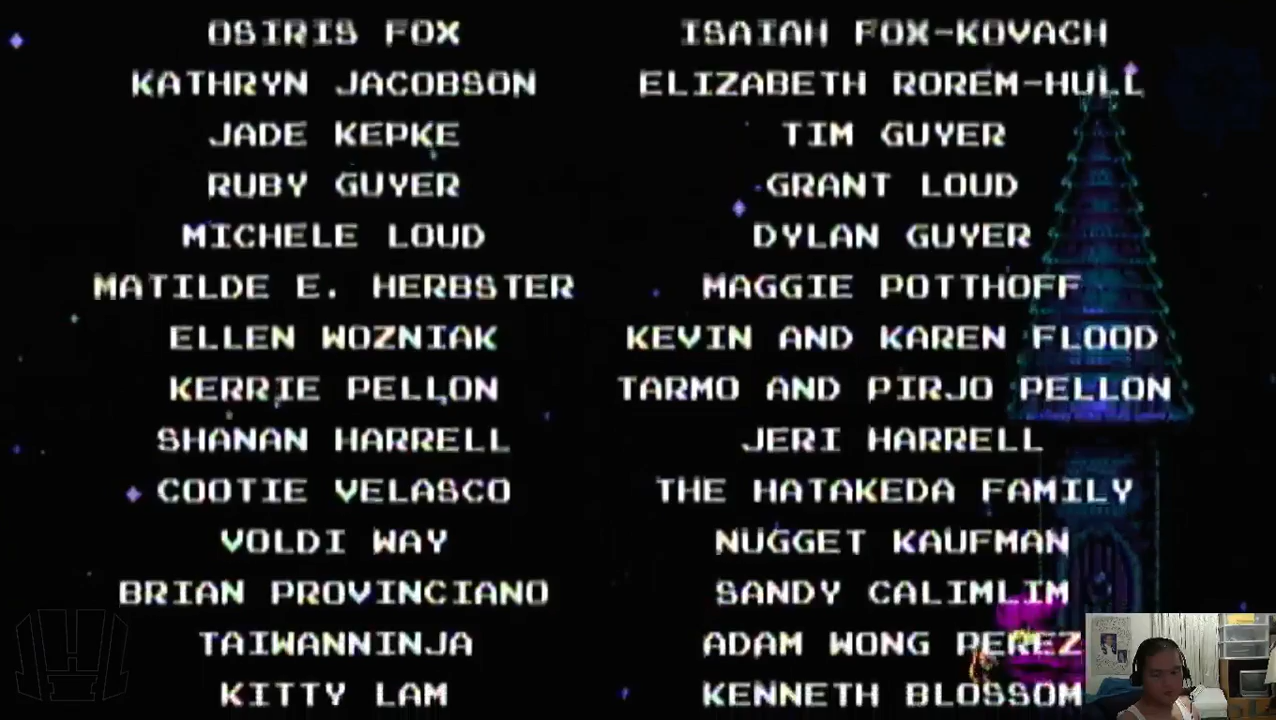 OSIRIS FOX ISAIAH FOX-KOVACH
KATHRYN JACOBSON ELIZABETH ROREM-HULL
JADE KEPKE TIM GUYER
RUBY GUYER GRANT LOUD
MICHELE LOUD DYLAN GUYER
MATILDE E. HERBSTER MAGGIE POTTHOFF
ELLEN WOZNIAK KEVIN AND KAREN FLOOD
KERRIE PELLON TARMO AND PIRJO PELLON
SHANAN HARRELL JERI HARRELL
COOTIE VELASCO THE HATAKEDA FAMILY
VOLDI WAY NUGGET KAUFMAN
BRIAN PROVINCIANO SANDY CALIMLIM
TAIWANNINJA ADAM WONG PEREZ
KITTY LAM KENNETH BLOSSOM